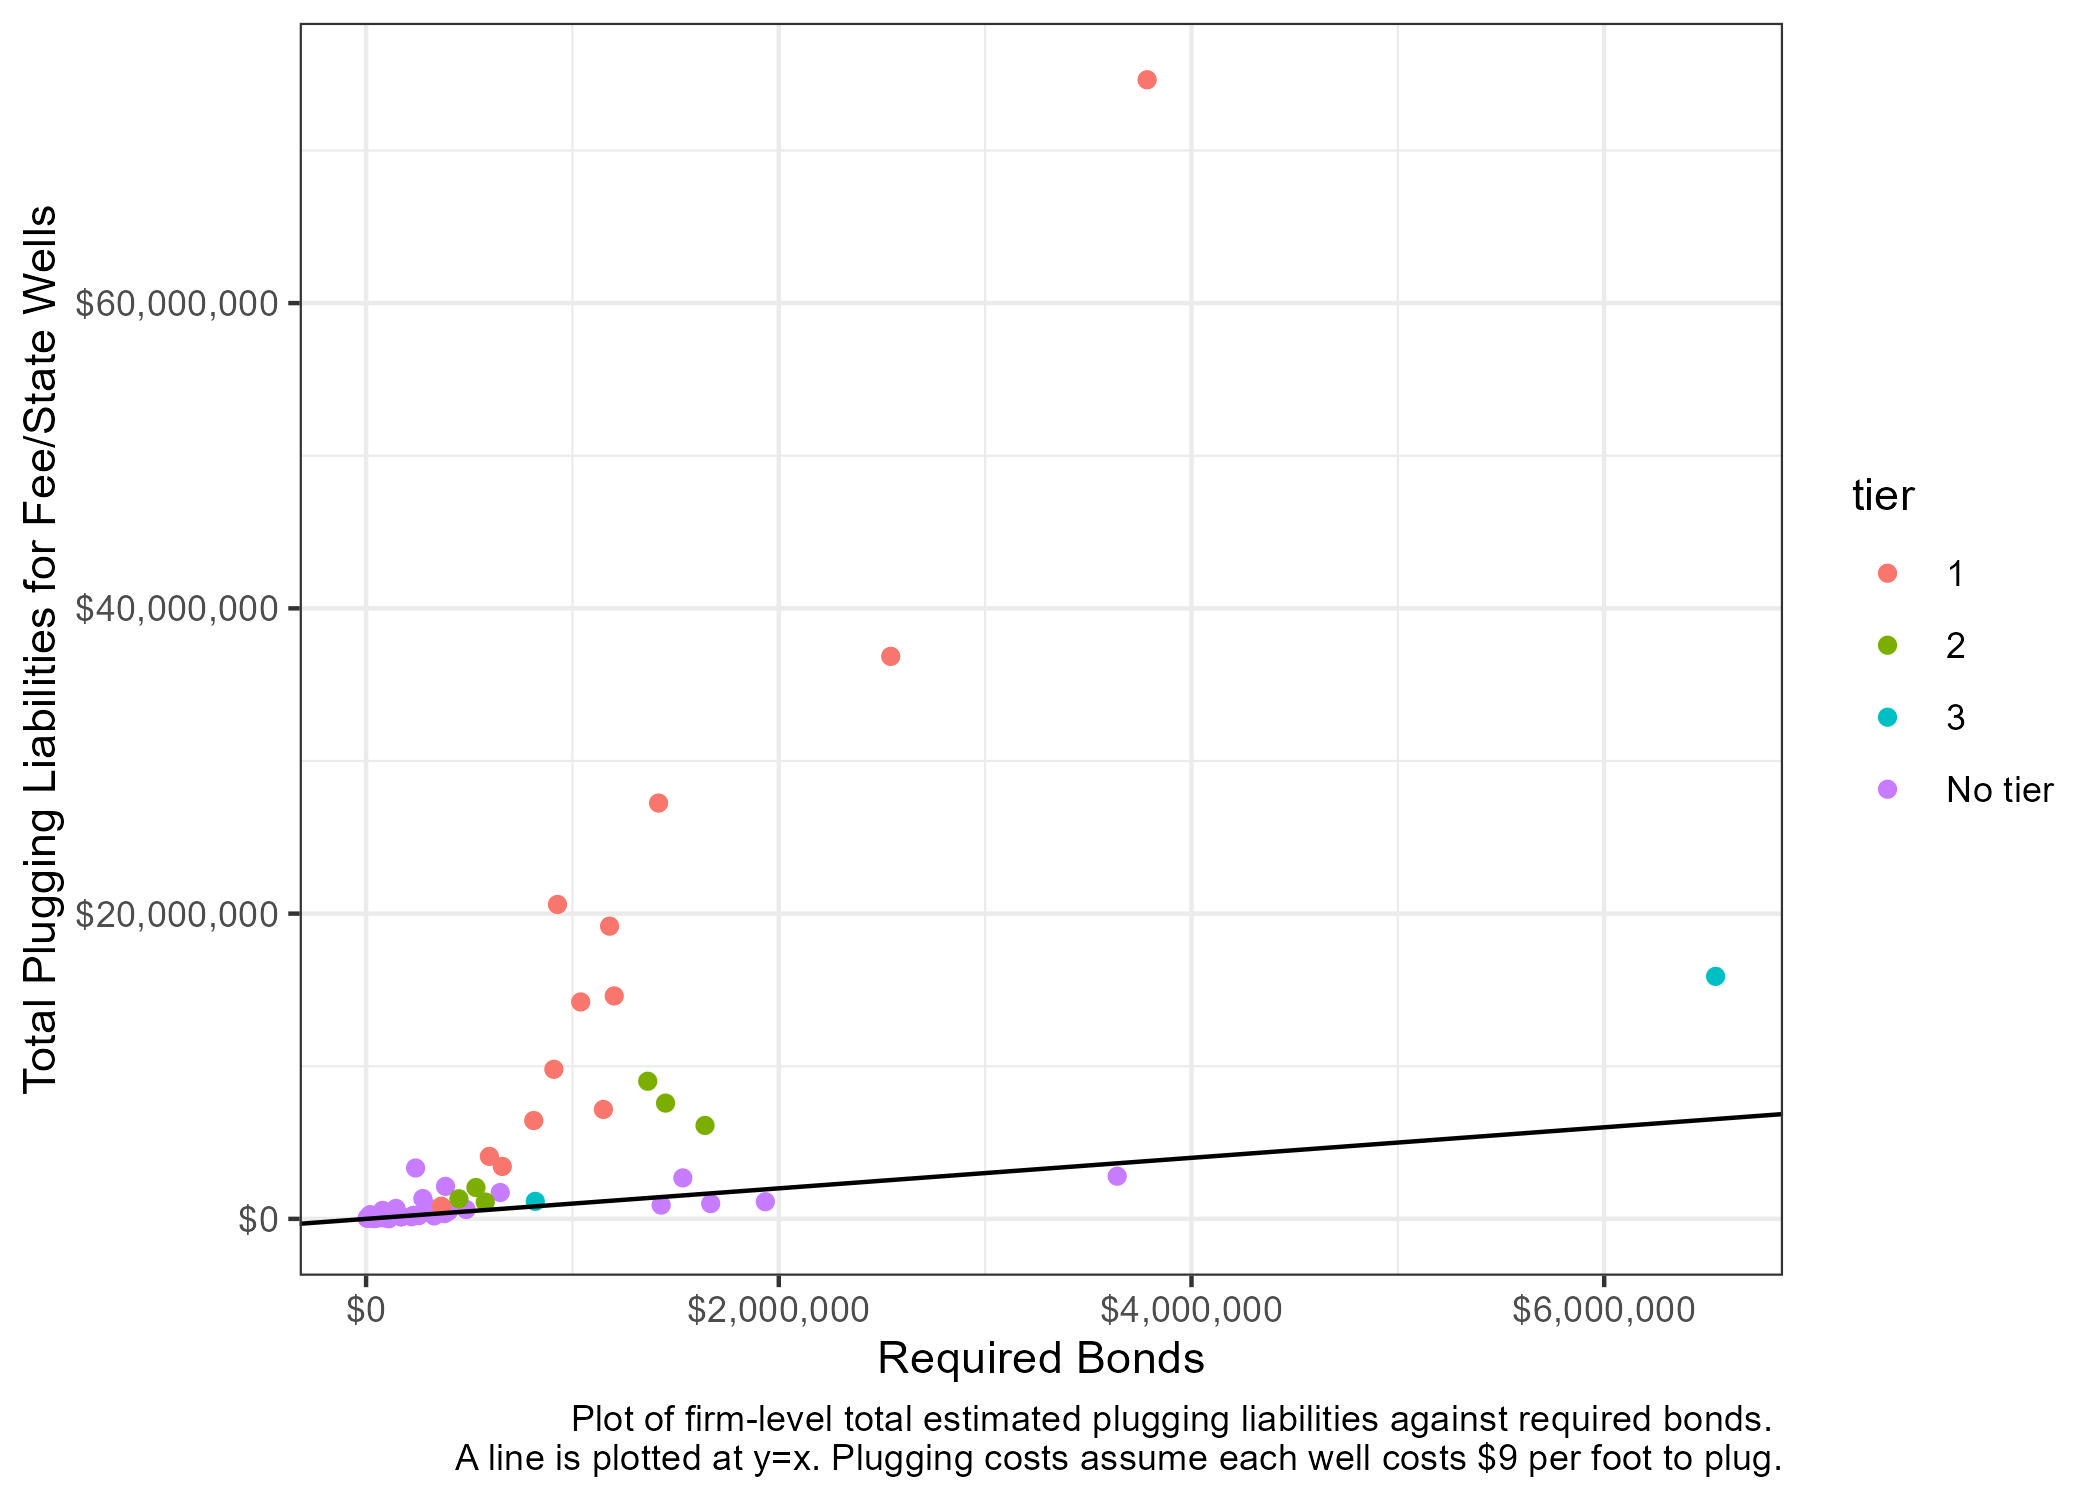 Total Plugging Liabilities for Fee/State Wells
$60,000,000
$40,000,000
$20,000,000
$0
$0
$2,000,000
$4,000,000
$6,000,000
Required Bonds
tier
1
2
3
No tier
Plot of firm-level total estimated plugging liabilities against required bonds.
A line is plotted at y=x. Plugging costs assume each well costs $9 per foot to plug.